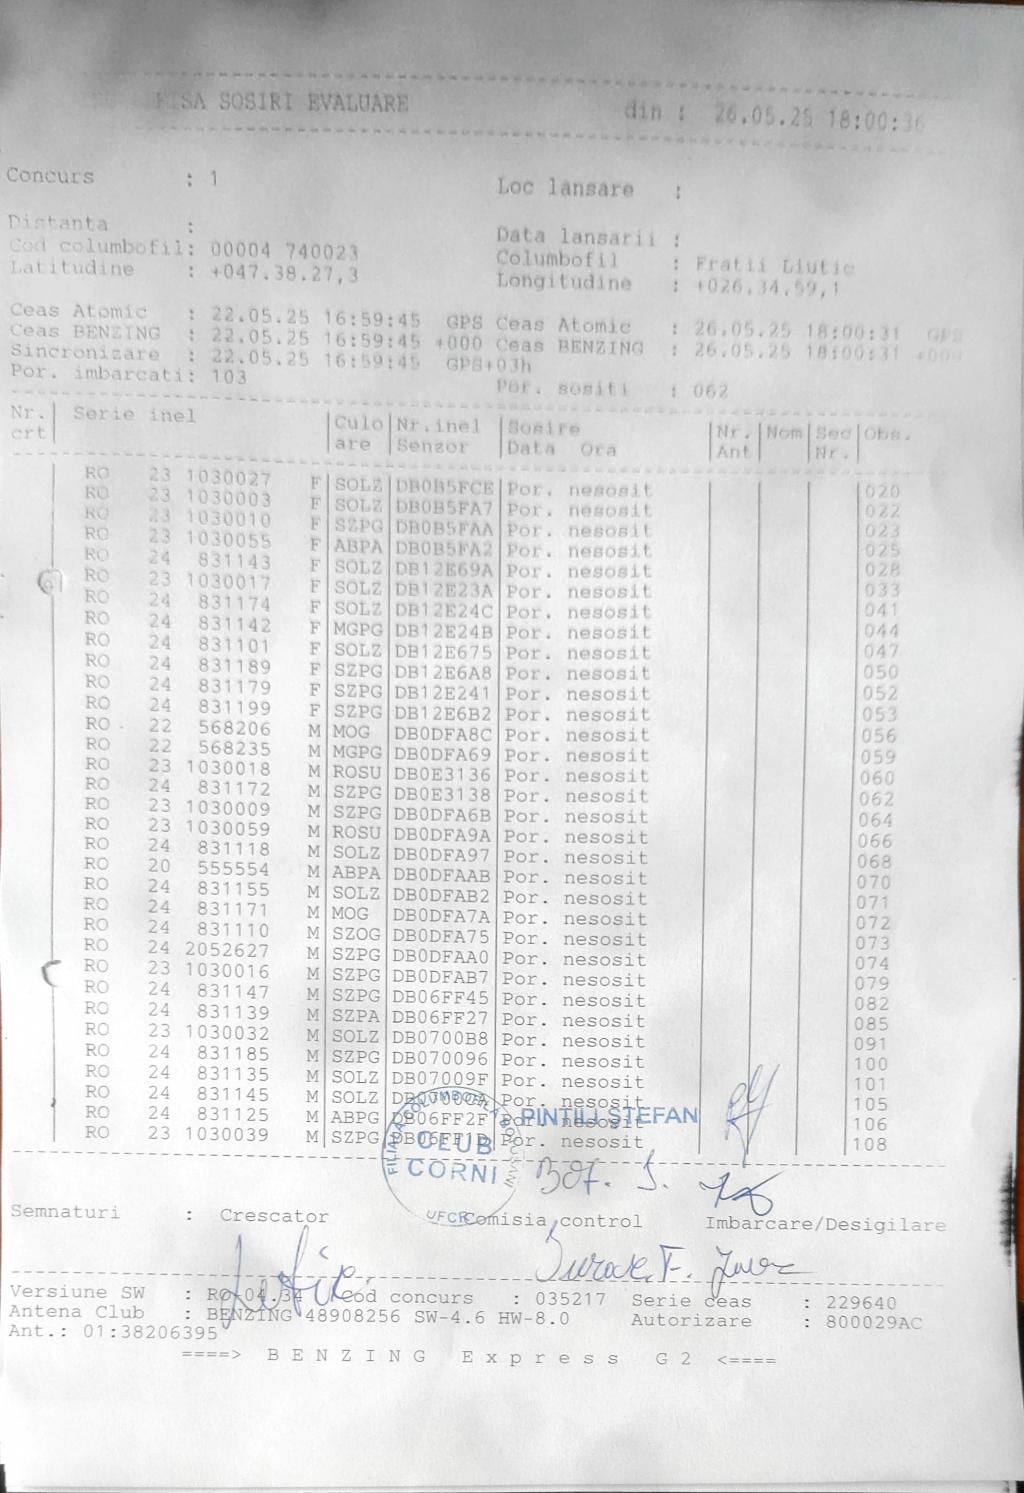 FISA SOSIRI EVALUARE din : 26.05.25 18:00:36
Concurs : 1 Loc lansare :
Distanta : Data lansarii :
Cod columbofil: 00004 740023 Columbofil : Fratii Liutic
Latitudine : +047.38.27,3 Longitudine : +026.34.59,1
Ceas Atomic : 22.05.25 16:59:45 GPS Ceas Atomic : 26.05.25 18:00:31 GPS
Ceas BENZING : 22.05.25 16:59:45 +000 Ceas BENZING : 26.05.25 18:00:31 +000
Sincronizare : 22.05.25 16:59:45 GPS+03h
Por. imbarcati: 103 Por. sositi : 062
Nr. | Serie inel | Culo | Nr.inel | Sosire | Nr. | Nom | Sec | Obs.
crt | are | Senzor | Data Ora | Ant | Nr. |
RO 23 1030027 F | SOLZ | DB0B5FCE | Por. nesosit | 020
RO 23 1030003 F | SOLZ | DB0B5FA7 | Por. nesosit | 022
RO 23 1030010 F | SZPG | DB0B5FAA | Por. nesosit | 023
RO 23 1030055 F | ABPA | DB0B5FA2 | Por. nesosit | 025
RO 24 831143 F | SOLZ | DB12E69A | Por. nesosit | 028
RO 23 1030017 F | SOLZ | DB12E23A | Por. nesosit | 033
RO 24 831174 F | SOLZ | DB12E24C | Por. nesosit | 041
RO 24 831142 F | MGPG | DB12E24B | Por. nesosit | 044
RO 24 831101 F | SOLZ | DB12E675 | Por. nesosit | 047
RO 24 831189 F | SZPG | DB12E6A8 | Por. nesosit | 050
RO 24 831179 F | SZPG | DB12E241 | Por. nesosit | 052
RO 24 831199 F | SZPG | DB12E6B2 | Por. nesosit | 053
RO 22 568206 M | MOG | DB0DFA8C | Por. nesosit | 056
RO 22 568235 M | MGPG | DB0DFA69 | Por. nesosit | 059
RO 23 1030018 M | ROSU | DB0E3136 | Por. nesosit | 060
RO 24 831172 M | SZPG | DB0E3138 | Por. nesosit | 062
RO 23 1030009 M | SZPG | DB0DFA6B | Por. nesosit | 064
RO 23 1030059 M | ROSU | DB0DFA9A | Por. nesosit | 066
RO 24 831118 M | SOLZ | DB0DFA97 | Por. nesosit | 068
RO 20 555554 M | ABPA | DB0DFAAB | Por. nesosit | 070
RO 24 831155 M | SOLZ | DB0DFAB2 | Por. nesosit | 071
RO 24 831171 M | MOG | DB0DFA7A | Por. nesosit | 072
RO 24 831110 M | SZOG | DB0DFA75 | Por. nesosit | 073
RO 24 2052627 M | SZPG | DB0DFAA0 | Por. nesosit | 074
RO 23 1030016 M | SZPG | DB0DFAB7 | Por. nesosit | 079
RO 24 831147 M | SZPG | DB06FF45 | Por. nesosit | 082
RO 24 831139 M | SZPA | DB06FF27 | Por. nesosit | 085
RO 23 1030032 M | SOLZ | DB0700B8 | Por. nesosit | 091
RO 24 831185 M | SZPG | DB070096 | Por. nesosit | 100
RO 24 831135 M | SOLZ | DB07009F | Por. nesosit | 101
RO 24 831145 M | SOLZ | Por. nesosit | 105
RO 24 831125 M | ABPG | DB06FF2F | Por. nesosit | 106
RO 23 1030039 M | SZPG | Por. nesosit | 108
PINTILI STEFAN
FILIALA COLUMBOFILA BOTOSANI
CLUB
CORNI
UFCR
Semnaturi : Crescator Comisia control Imbarcare/Desigilare
Versiune SW : RO-04.34 Cod concurs : 035217 Serie ceas : 229640
Antena Club : BENZING 48908256 SW-4.6 HW-8.0 Autorizare : 800029AC
Ant.: 01:38206395
====> B E N Z I N G E x p r e s s G 2 <====